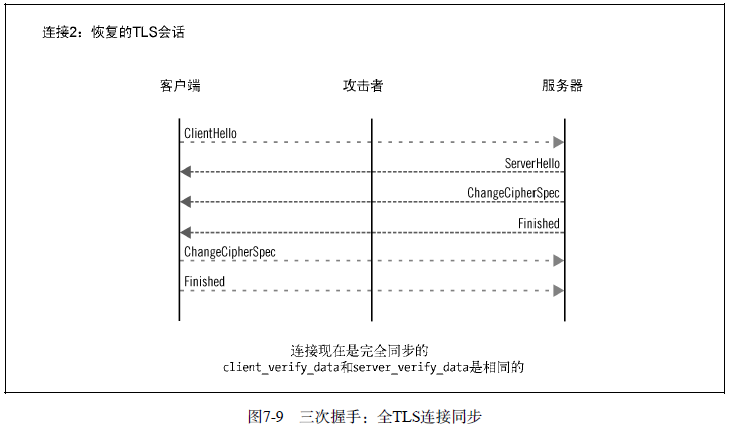 连接2：恢复的TLS会话
客户端 攻击者 服务器
ClientHello
ServerHello
ChangeCipherSpec
Finished
ChangeCipherSpec
Finished
连接现在是完全同步的
client_verify_data和server_verify_data是相同的
图7-9 三次握手：全TLS连接同步